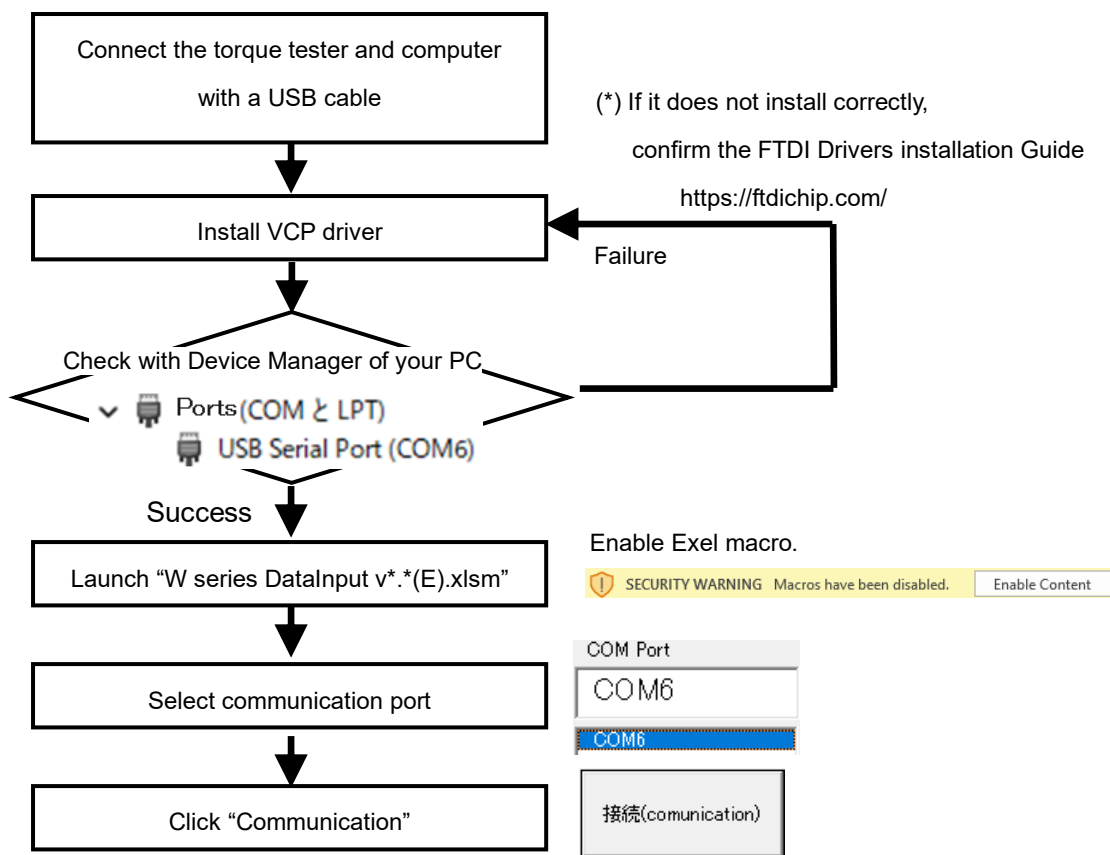 Connect the torque tester and computer
with a USB cable
(*) If it does not install correctly,
confirm the FTDI Drivers installation Guide
https://ftdichip.com/
Install VCP driver
Failure
Check with Device Manager of your PC
Ports (COM と LPT)
USB Serial Port (COM6)
Success
Enable Exel macro.
Launch “W series DataInput v*.*(E).xlsm”
SECURITY WARNING Macros have been disabled. Enable Content
COM Port
COM6
COM6
Select communication port
Click “Communication”
接続(comunication)